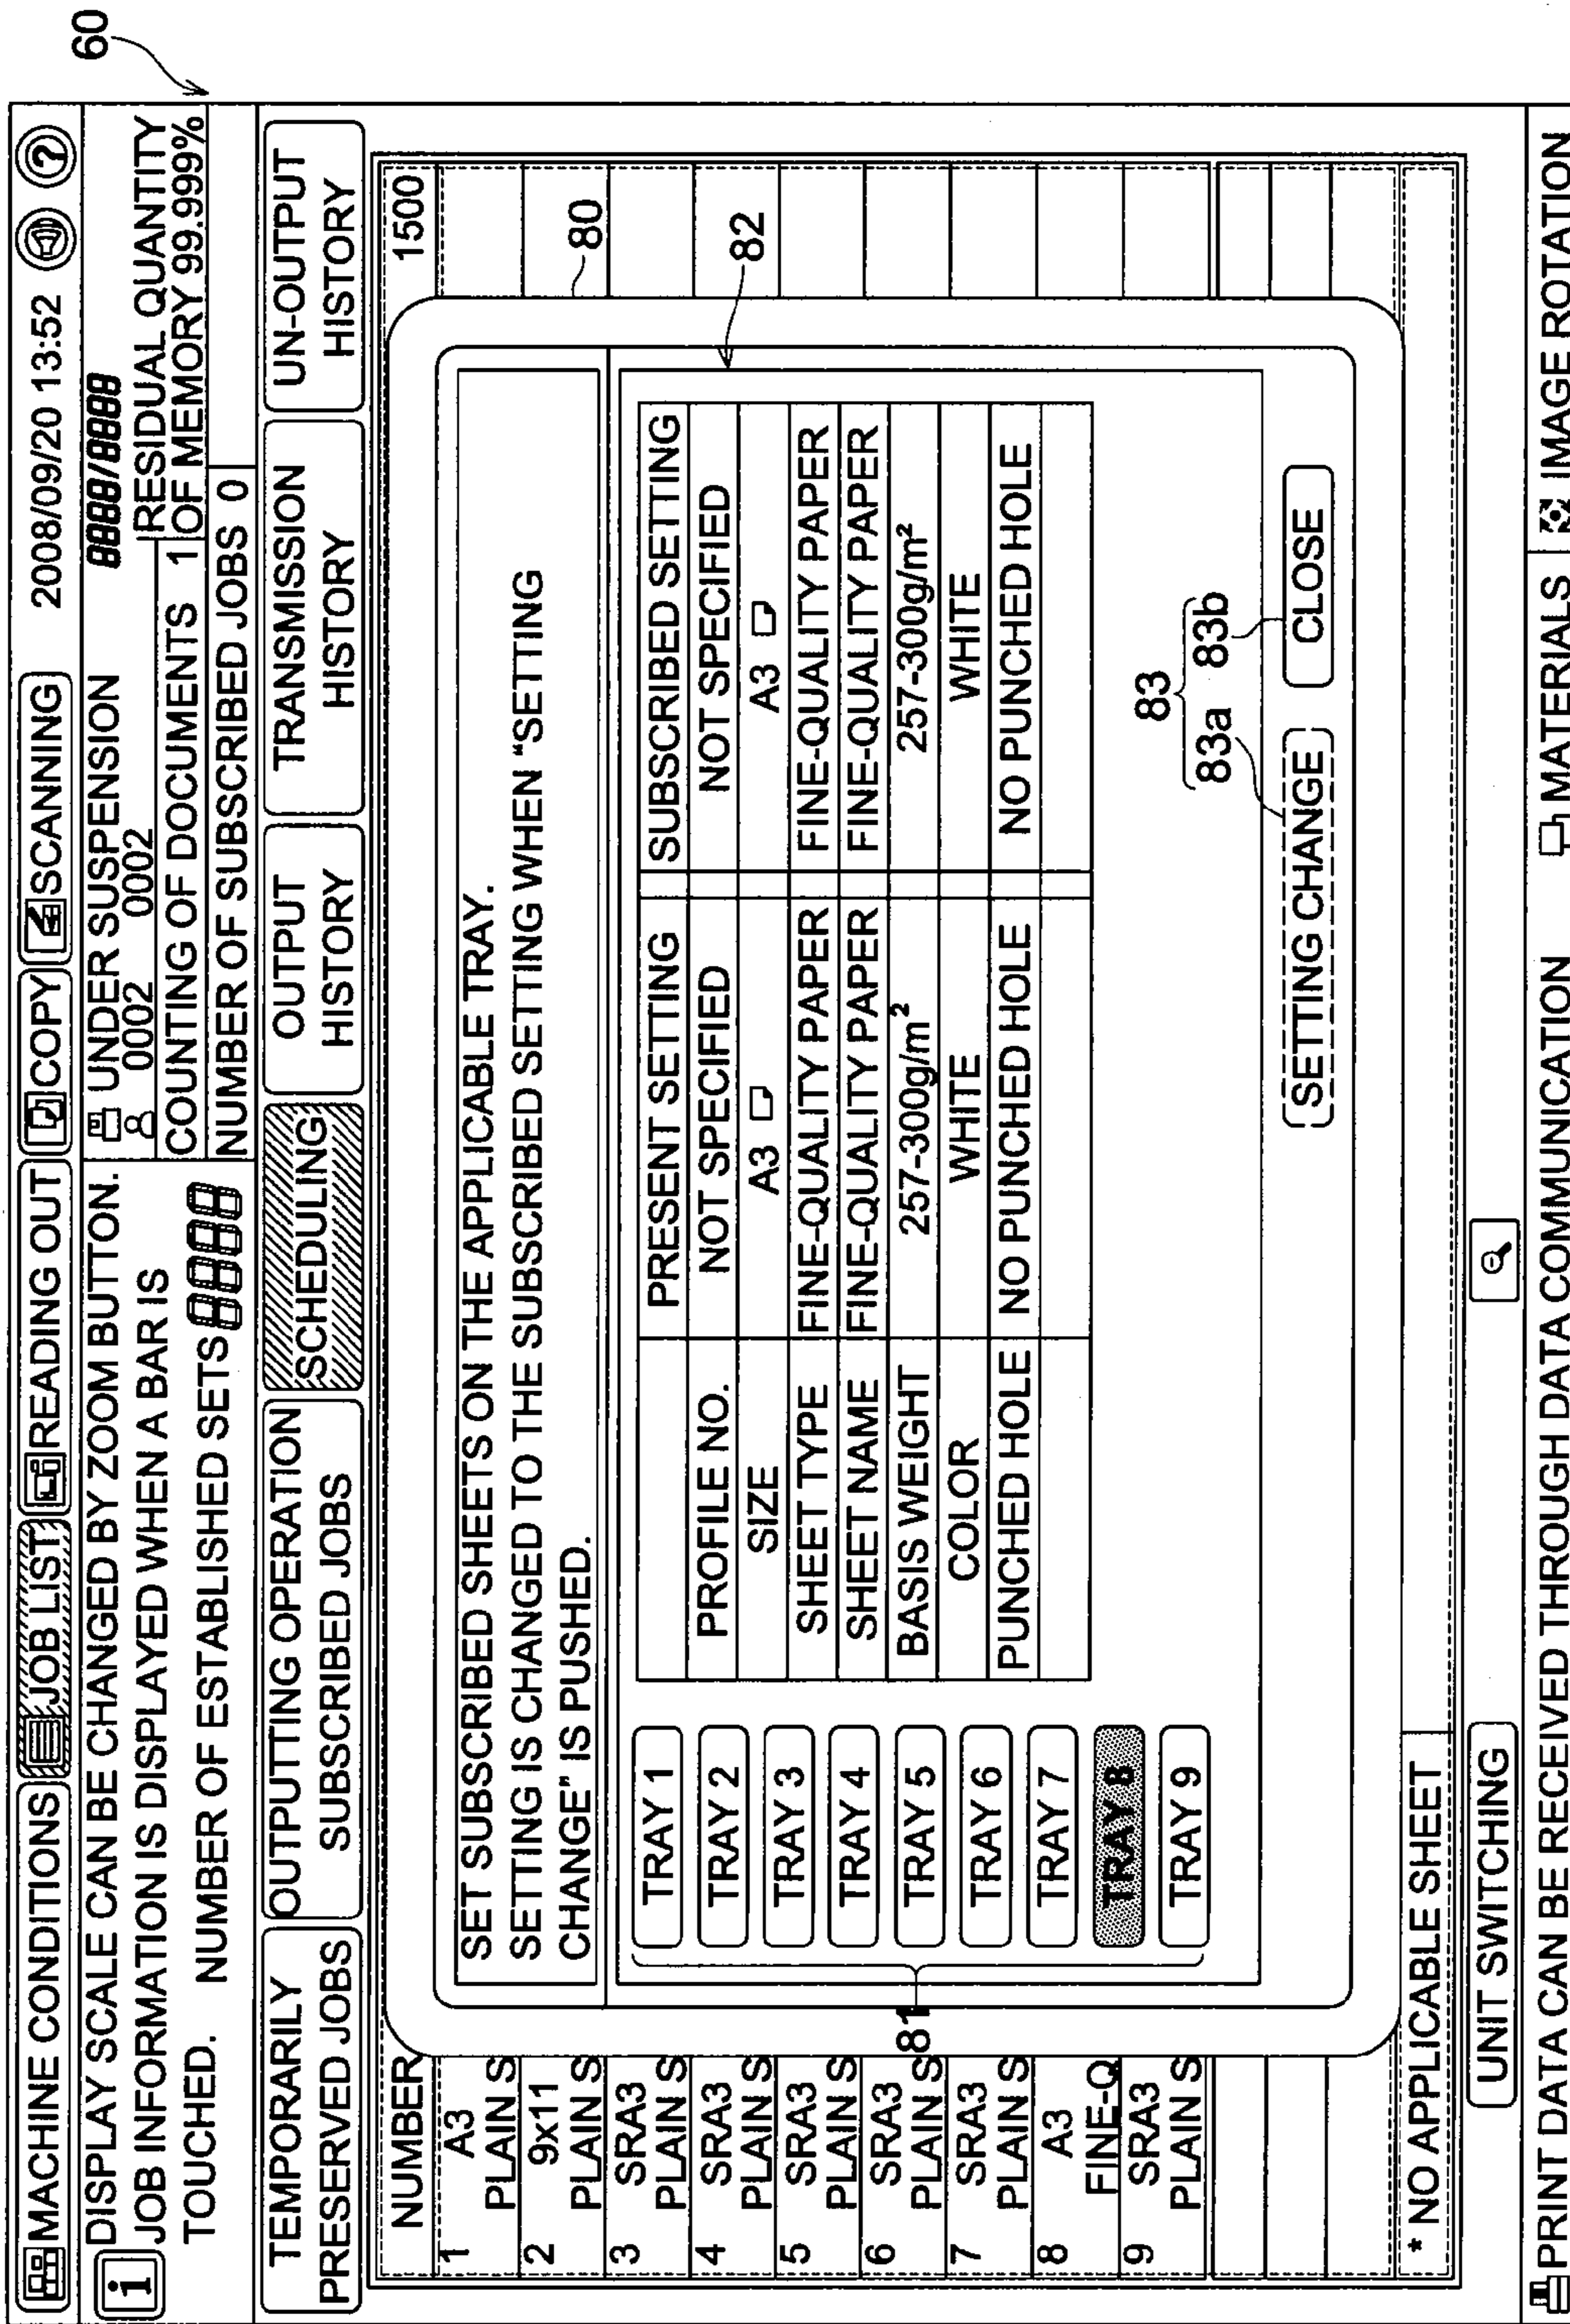 60
MACHINE CONDITIONS
JOB LIST
READING OUT
COPY
SCANNING
2008/09/20 13:52
?
i
DISPLAY SCALE CAN BE CHANGED BY ZOOM BUTTON.
JOB INFORMATION IS DISPLAYED WHEN A BAR IS
TOUCHED. NUMBER OF ESTABLISHED SETS 8888
UNDER SUSPENSION
8888/8888
0002 0002
COUNTING OF DOCUMENTS 1
RESIDUAL QUANTITY
OF MEMORY 99.999%
NUMBER OF SUBSCRIBED JOBS 0
TEMPORARILY
PRESERVED JOBS
OUTPUTTING OPERATION
SUBSCRIBED JOBS
SCHEDULING
OUTPUT
HISTORY
TRANSMISSION
HISTORY
UN-OUTPUT
HISTORY
NUMBER
1500
1 A3
PLAIN S
2 9x11
PLAIN S
3 SRA3
PLAIN S
4 SRA3
PLAIN S
5 SRA3
PLAIN S
6 SRA3
PLAIN S
7 SRA3
PLAIN S
8 A3
FINE-Q
9 SRA3
PLAIN S
80
SET SUBSCRIBED SHEETS ON THE APPLICABLE TRAY.
SETTING IS CHANGED TO THE SUBSCRIBED SETTING WHEN "SETTING
CHANGE" IS PUSHED.
82
81
TRAY 1
TRAY 2
TRAY 3
TRAY 4
TRAY 5
TRAY 6
TRAY 7
TRAY 8
TRAY 9
PRESENT SETTING SUBSCRIBED SETTING
PROFILE NO. NOT SPECIFIED NOT SPECIFIED
SIZE A3 A3
SHEET TYPE FINE-QUALITY PAPER FINE-QUALITY PAPER
SHEET NAME FINE-QUALITY PAPER FINE-QUALITY PAPER
BASIS WEIGHT 257-300g/m² 257-300g/m²
COLOR WHITE WHITE
PUNCHED HOLE NO PUNCHED HOLE NO PUNCHED HOLE
83
83a 83b
SETTING CHANGE
CLOSE
* NO APPLICABLE SHEET
UNIT SWITCHING
PRINT DATA CAN BE RECEIVED THROUGH DATA COMMUNICATION
MATERIALS
IMAGE ROTATION